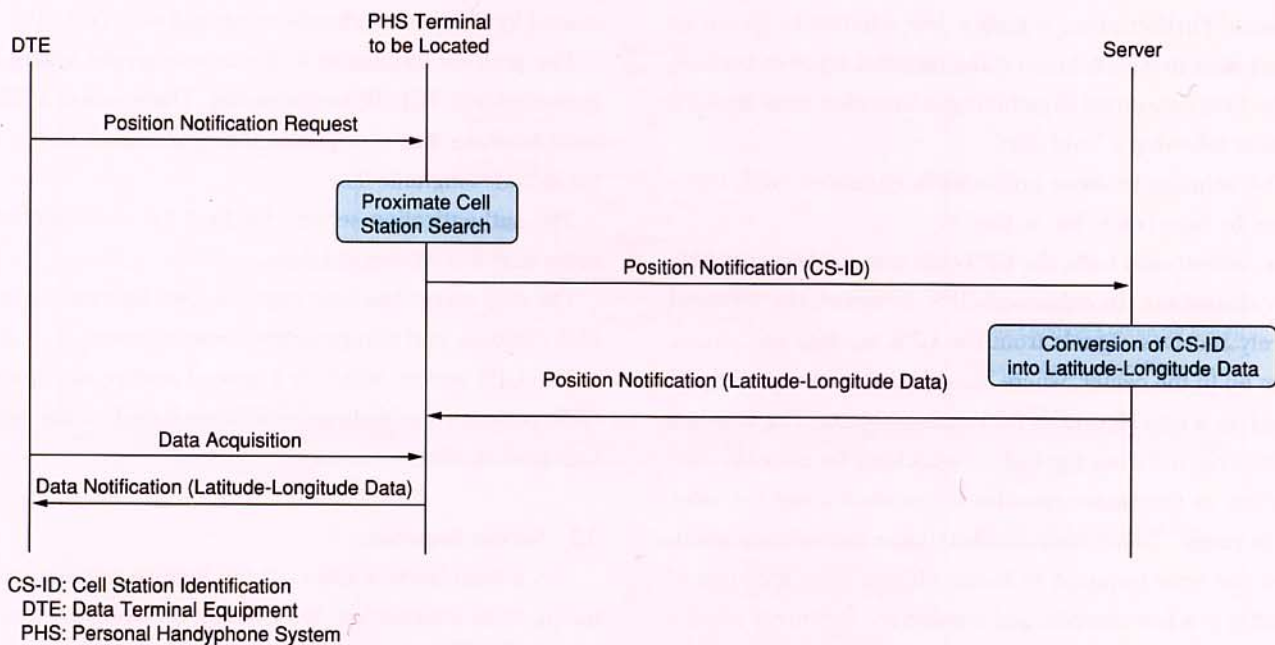 PHS Terminal
to be Located
DTE
Server
Position Notification Request
Proximate Cell
Station Search
Position Notification (CS-ID)
Conversion of CS-ID
into Latitude-Longitude Data
Position Notification (Latitude-Longitude Data)
Data Acquisition
Data Notification (Latitude-Longitude Data)
CS-ID: Cell Station Identification
DTE: Data Terminal Equipment
PHS: Personal Handyphone System